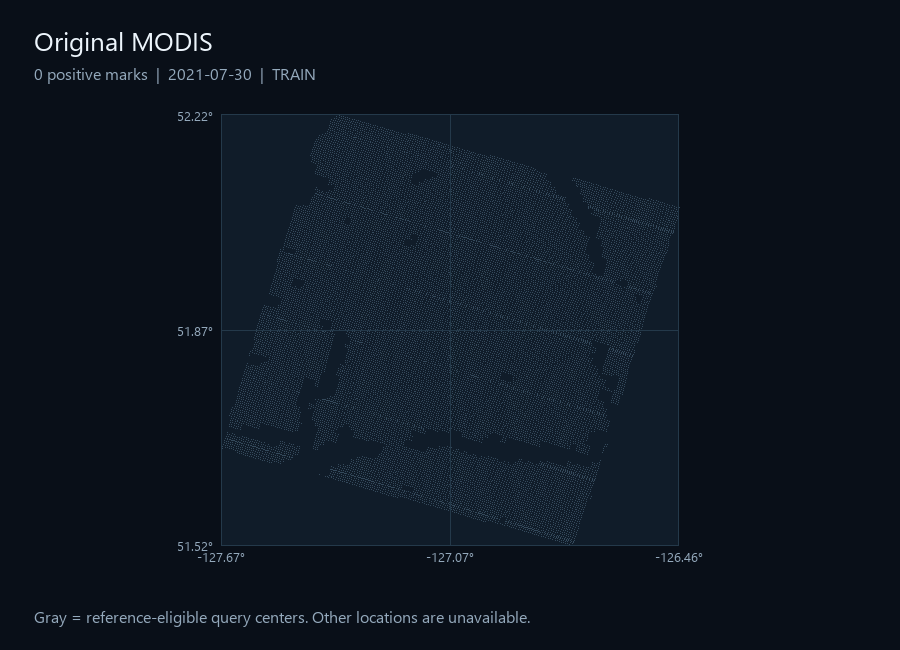 Original MODIS
0 positive marks | 2021-07-30 | TRAIN
52.22°
51.87°
51.52°
-127.67° -127.07° -126.46°
Gray = reference-eligible query centers. Other locations are unavailable.